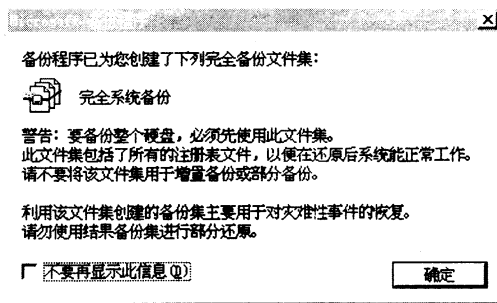 备份程序已为您创建了下列完全备份文件集：
完全系统备份
警告：要备份整个硬盘，必须先使用此文件集。
此文件集包括了所有的注册表文件，以便在还原后系统能正常工作。
请不要将该文件集用于增量备份或部分备份。
利用该文件集创建的备份集主要用于对灾难性事件的恢复。
请勿使用结果备份集进行部分还原。
不要再显示此信息(D)
确定